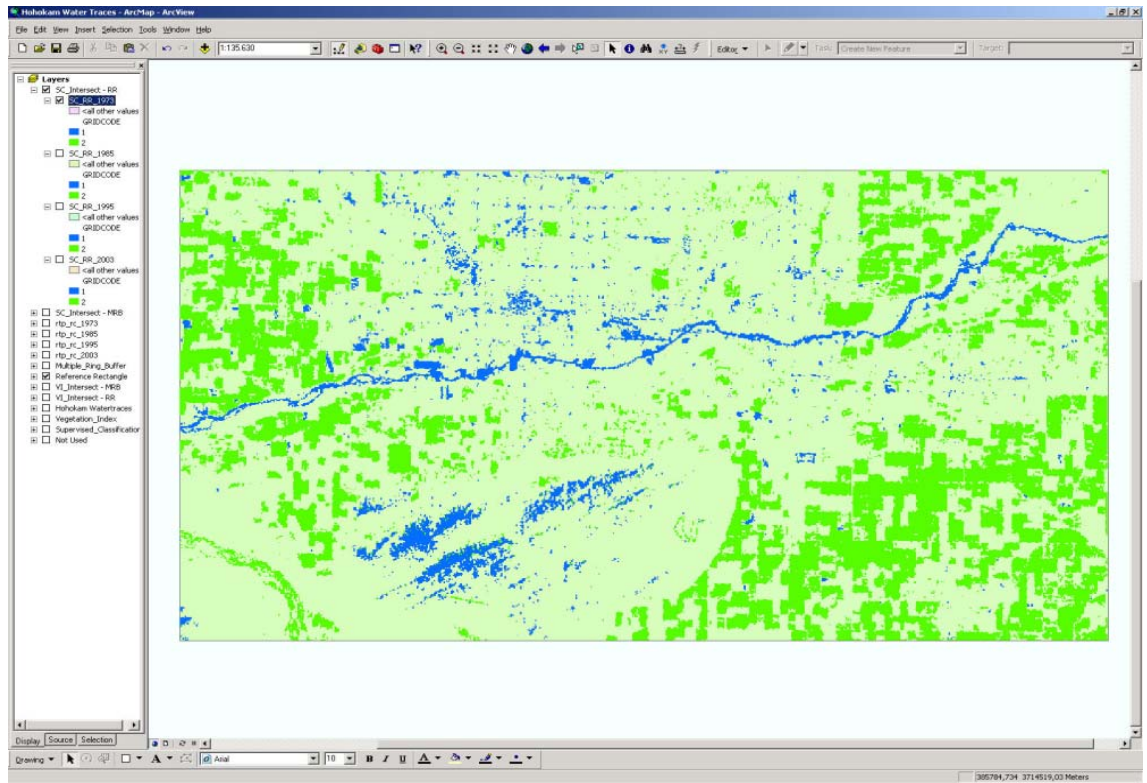 Hohokam Water Traces - ArcMap - ArcView
File Edit View Insert Selection Tools Window Help
1:135.630 Editor Task: Create New Feature Target:
Layers
SC_Intersect - RR
SC_RR_1973
<all other values
GRIDCODE
1
2
SC_RR_1985
<all other values
GRIDCODE
1
2
SC_RR_1995
<all other values
GRIDCODE
1
2
SC_RR_2003
<all other values
GRIDCODE
1
2
SC_Intersect - MRB
rtp_rc_1973
rtp_rc_1985
rtp_rc_1995
rtp_rc_2003
Multiple_Ring_Buffer
Reference Rectangle
VI_Intersect - MRB
VI_Intersect - RR
Hohokam Watertraces
Vegetation_Index
Supervised_Classification
Not Used
Display Source Selection
Drawing A Arial 10 B I U A
385784,734 3714519,03 Meters